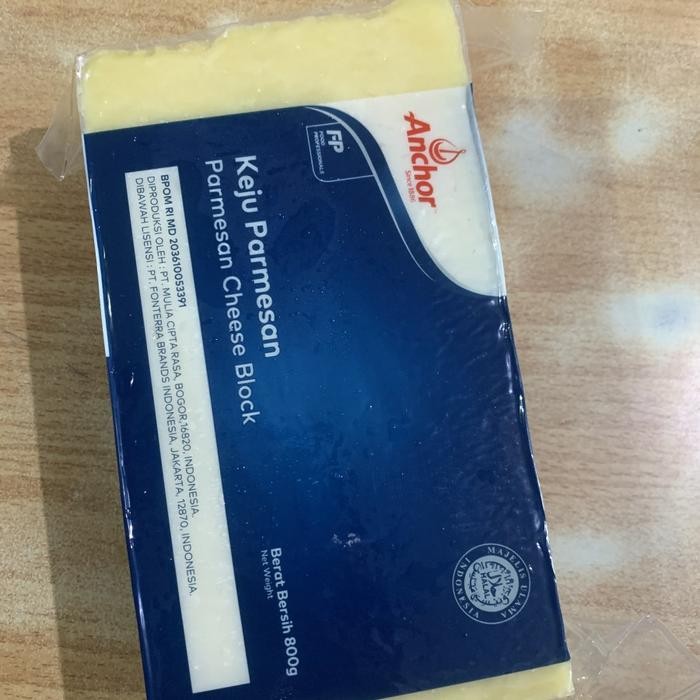 Anchor
Since 1886
FP
FOOD
PROFESSIONALS
Keju Parmesan
Parmesan Cheese Block
BPOM RI MD 203610053391
DIPRODUKSI OLEH : PT. MULIA CIPTA RASA, BOGOR,16820, INDONESIA.
DIBAWAH LISENSI : PT. FONTERRA BRANDS INDONESIA, JAKARTA, 12870, INDONESIA.
Berat Bersih 800g
Net Weight
MAJELIS ULAMA
INDONESIA
حلال
HALAL